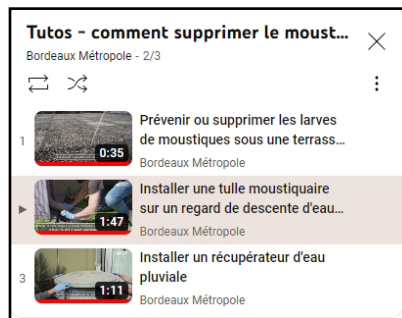 Tutos - comment supprimer le moust...
Bordeaux Métropole - 2/3
1
0:35
Prévenir ou supprimer les larves
de moustiques sous une terrass...
Bordeaux Métropole
1:47
Installer une tulle moustiquaire
sur un regard de descente d'eau...
Bordeaux Métropole
3
1:11
Installer un récupérateur d'eau
pluviale
Bordeaux Métropole